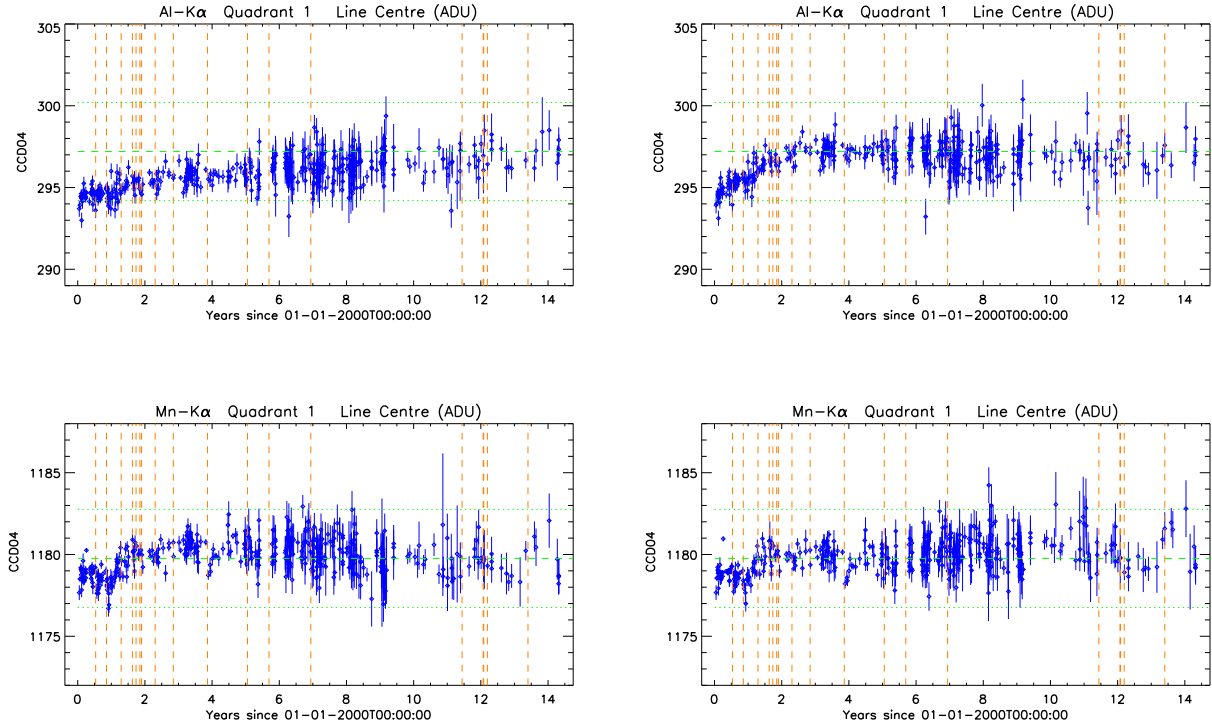 Al-Kα Quadrant 1 Line Centre (ADU)
305
300
295
290
CCD04
0 2 4 6 8 10 12 14
Years since 01-01-2000T00:00:00
Al-Kα Quadrant 1 Line Centre (ADU)
305
300
295
290
CCD04
0 2 4 6 8 10 12 14
Years since 01-01-2000T00:00:00
Mn-Kα Quadrant 1 Line Centre (ADU)
1185
1180
1175
CCD04
0 2 4 6 8 10 12 14
Years since 01-01-2000T00:00:00
Mn-Kα Quadrant 1 Line Centre (ADU)
1185
1180
1175
CCD04
0 2 4 6 8 10 12 14
Years since 01-01-2000T00:00:00